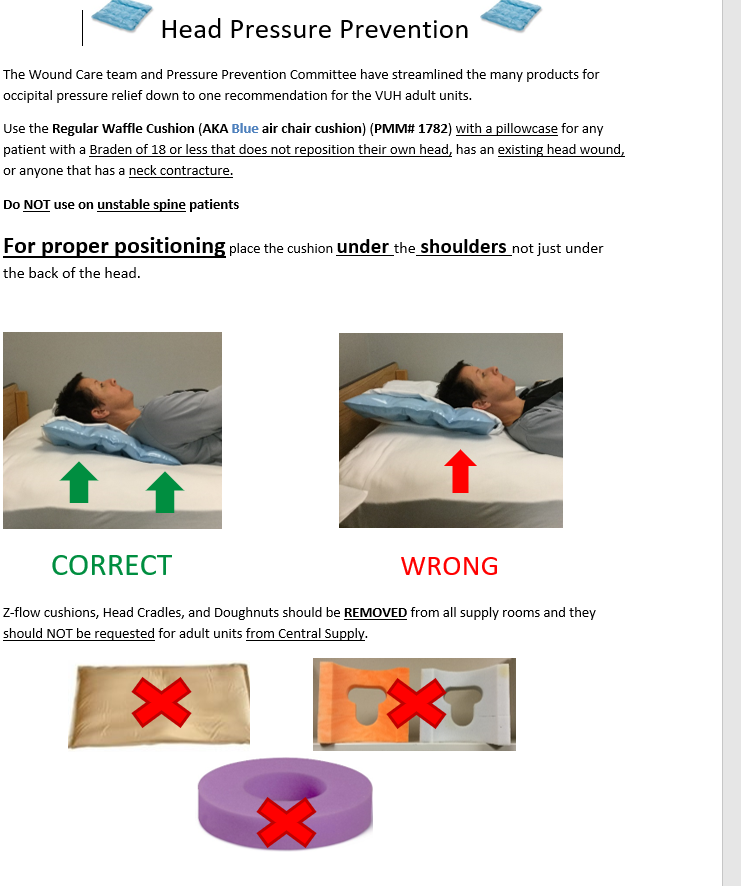 Head Pressure Prevention
The Wound Care team and Pressure Prevention Committee have streamlined the many products for
occipital pressure relief down to one recommendation for the VUH adult units.
Use the Regular Waffle Cushion (AKA Blue air chair cushion) (PMM# 1782) with a pillowcase for any
patient with a Braden of 18 or less that does not reposition their own head, has an existing head wound,
or anyone that has a neck contracture.
Do NOT use on unstable spine patients
For proper positioning place the cushion under the shoulders not just under
the back of the head.
CORRECT
WRONG
Z-flow cushions, Head Cradles, and Doughnuts should be REMOVED from all supply rooms and they
should NOT be requested for adult units from Central Supply.